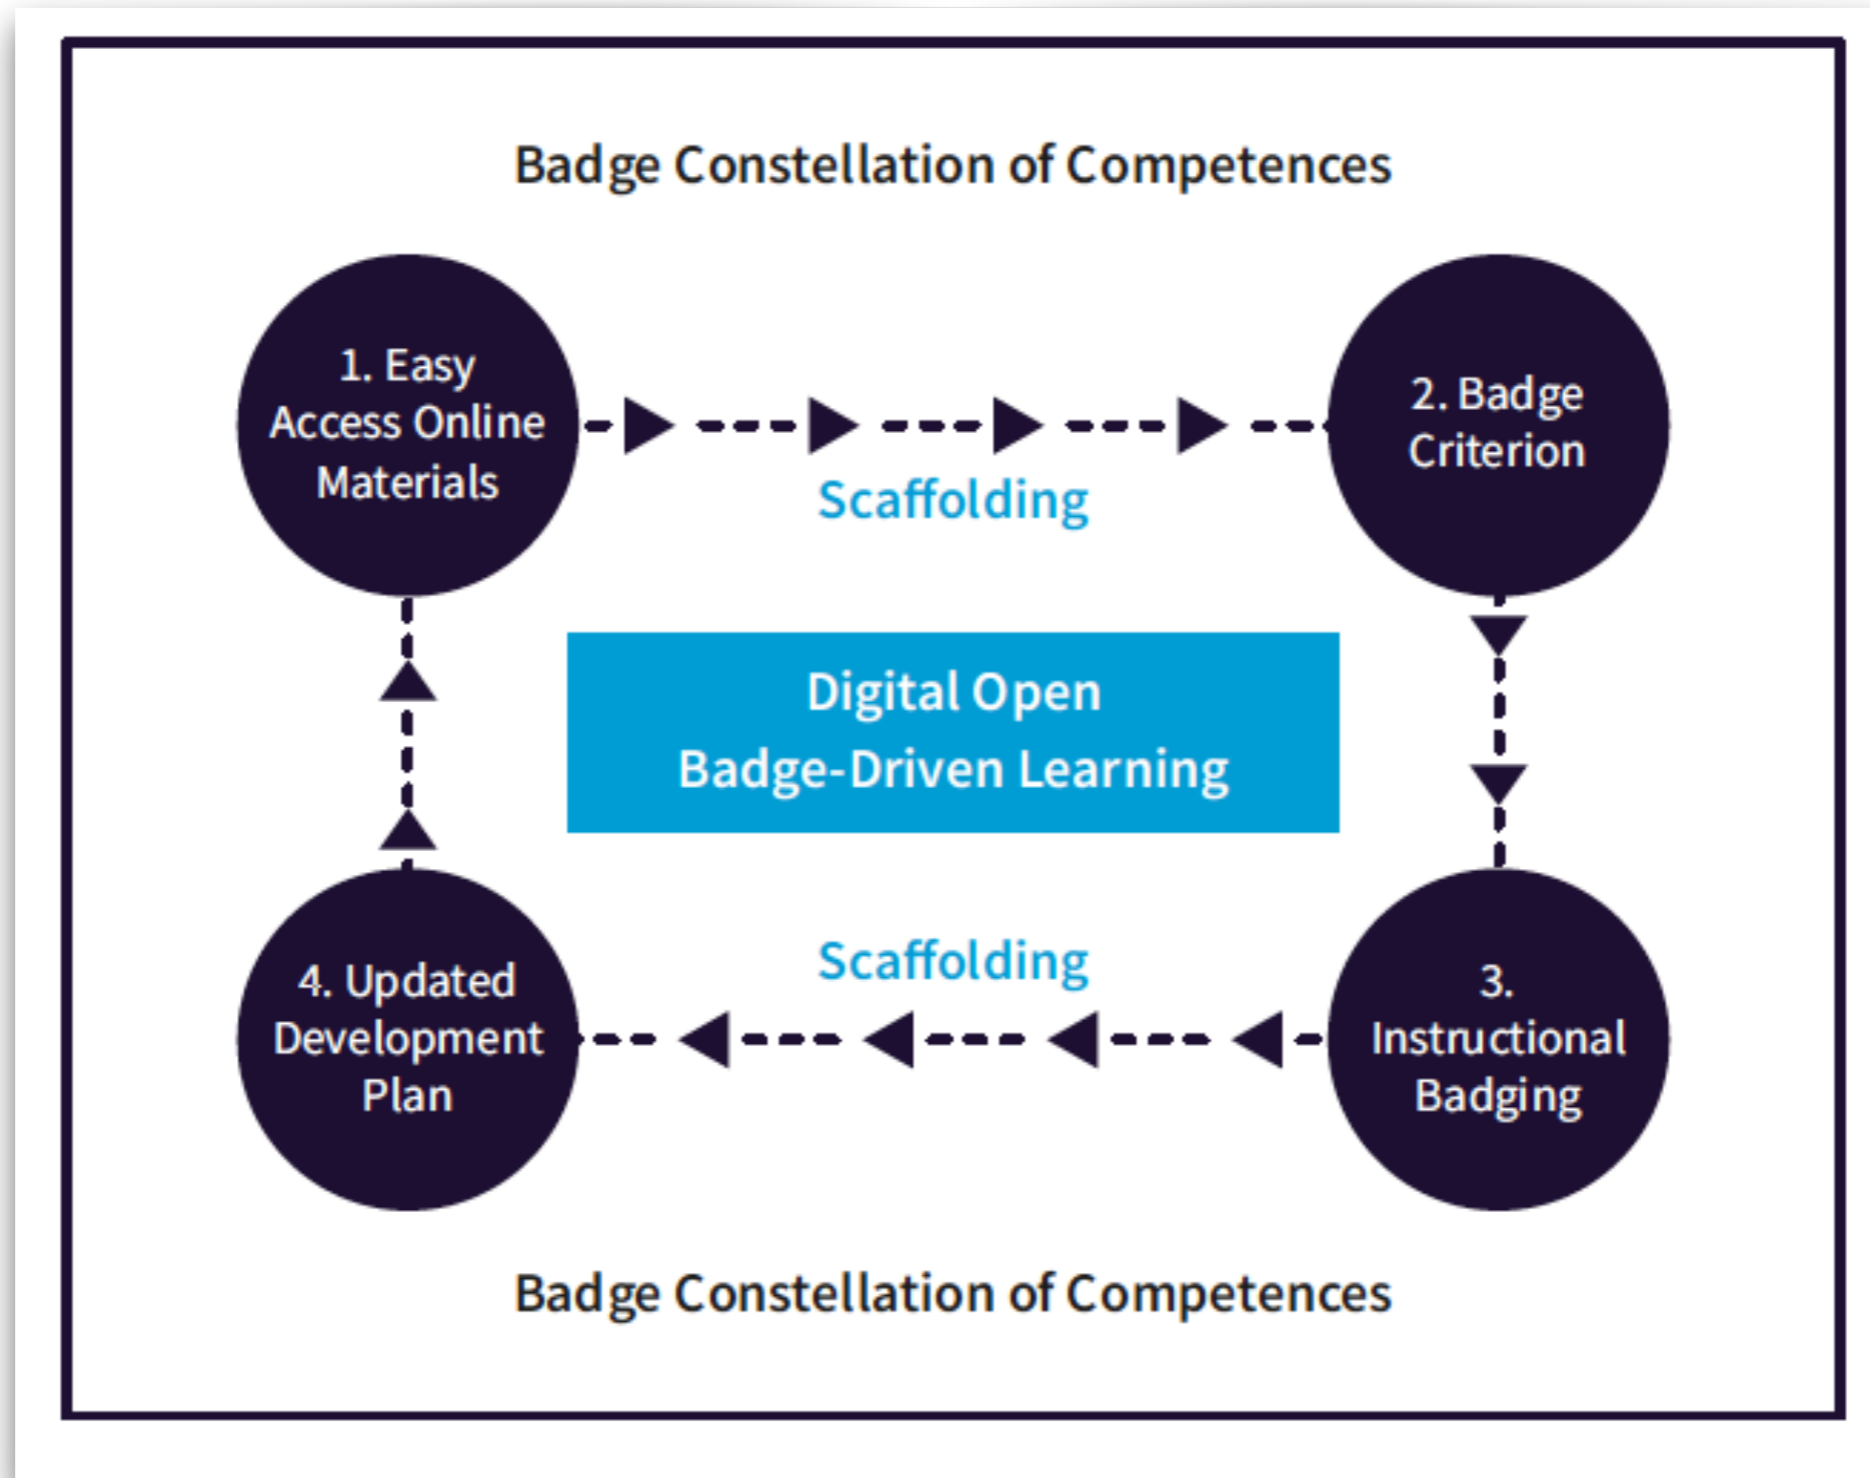 Badge Constellation of Competences
1. Easy
Access Online
Materials
2. Badge
Criterion
Scaffolding
Digital Open
Badge-Driven Learning
Scaffolding
4. Updated
Development
Plan
3.
Instructional
Badging
Badge Constellation of Competences